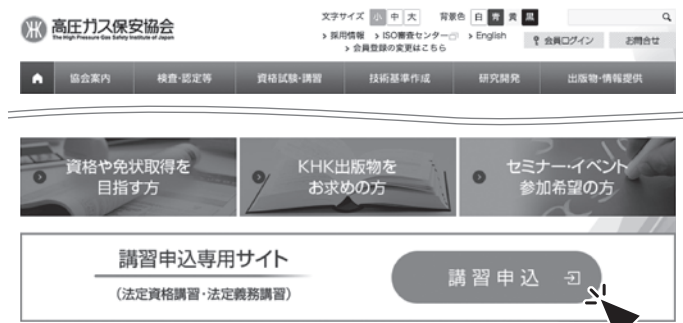 文字サイズ 小 中 大 背景色 白 青 黄 黒
高圧ガス保安協会
The High Pressure Gas Safety Institute of Japan
採用情報 ISO審査センター English
会員登録の変更はこちら
会員ログイン お問合せ
協会案内 検査・認定等 資格試験・講習 技術基準作成 研究開発 出版物・情報提供
資格や免状取得を
目指す方
KHK出版物を
お求めの方
セミナー・イベント
参加希望の方
講習申込専用サイト
(法定資格講習・法定義務講習)
講習申込